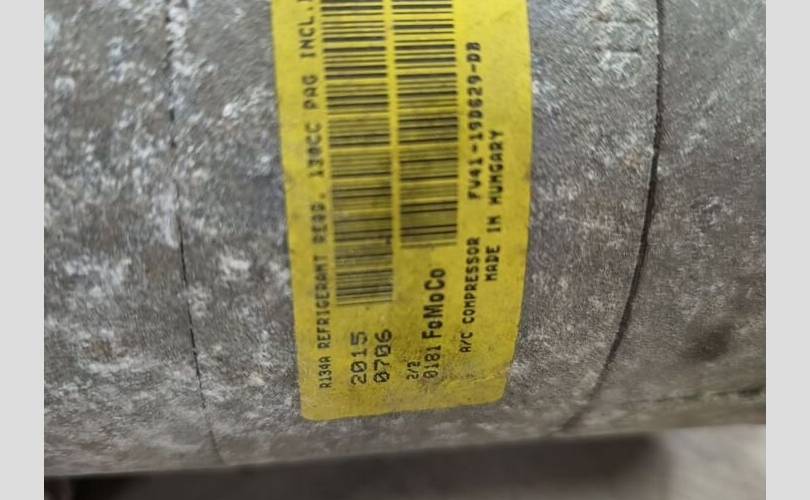 R134A REFRIGERANT REQD. 130CC PAG INCL.
2015
0706
2/2
0181 FoMoCo
A/C COMPRESSOR FV41-19D629-DB
MADE IN HUNGARY